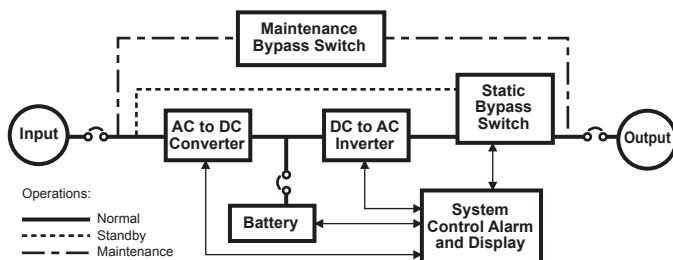 Maintenance
Bypass Switch
Static
Bypass
Switch
Input
AC to DC
Converter
DC to AC
Inverter
Output
Operations:
Normal
Standby
Maintenance
Battery
System
Control Alarm
and Display